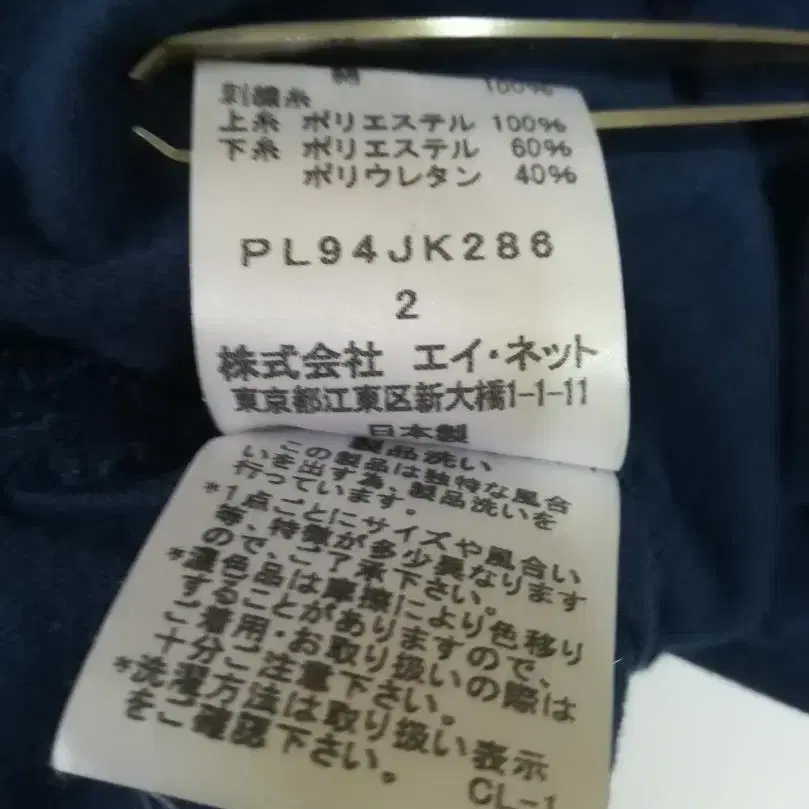 綿 100%
刺繍糸
上糸 ポリエステル 100%
下糸 ポリエステル 60%
ポリウレタン 40%
PL94JK286
2
株式会社 エイ・ネット
東京都江東区新大橋1-1-11
日本製
製品洗い
この製品は独特な風合
いを出す為、製品洗いを
行っています。
*1点ごとにサイズや風合い
等、特徴が多少異なります
ので、ご了承下さい。
*濃色品は摩擦により色移り
することがありますので、
ご着用・お取り扱いの際は
十分ご注意下さい。
*洗濯方法は取り扱い表示
をご確認下さい。
CL-1